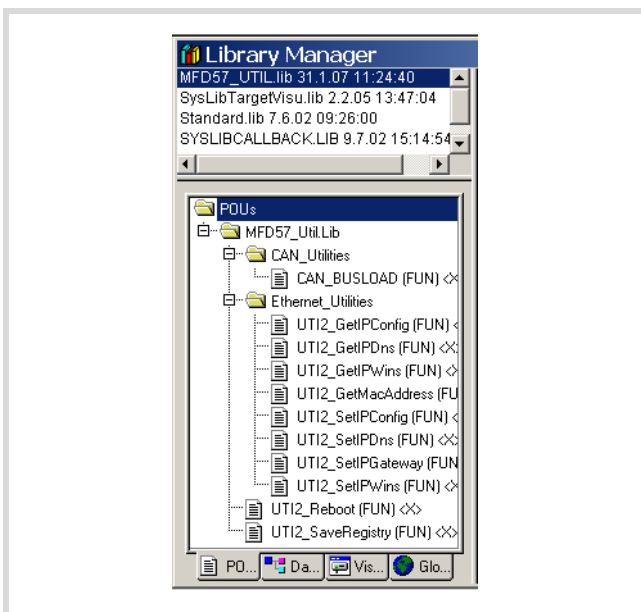 Library Manager
MFD57_UTIL.lib 31.1.07 11:24:40
SysLibTargetVisu.lib 2.2.05 13:47:04
Standard.lib 7.6.02 09:26:00
SYSLIBCALLBACK.LIB 9.7.02 15:14:54
POUs
MFD57_Util.Lib
CAN_Utilities
CAN_BUSLOAD (FUN) <X
Ethernet_Utilities
UTI2_GetIPConfig (FUN) <
UTI2_GetIPDns (FUN) <X>
UTI2_GetIPWins (FUN) <X
UTI2_GetMacAddress (FU
UTI2_SetIPConfig (FUN) <
UTI2_SetIPDns (FUN) <X>
UTI2_SetIPGateway (FUN
UTI2_SetIPWins (FUN) <X
UTI2_Reboot (FUN) <X>
UTI2_SaveRegistry (FUN) <X>
PO... Da... Vis... Glo...